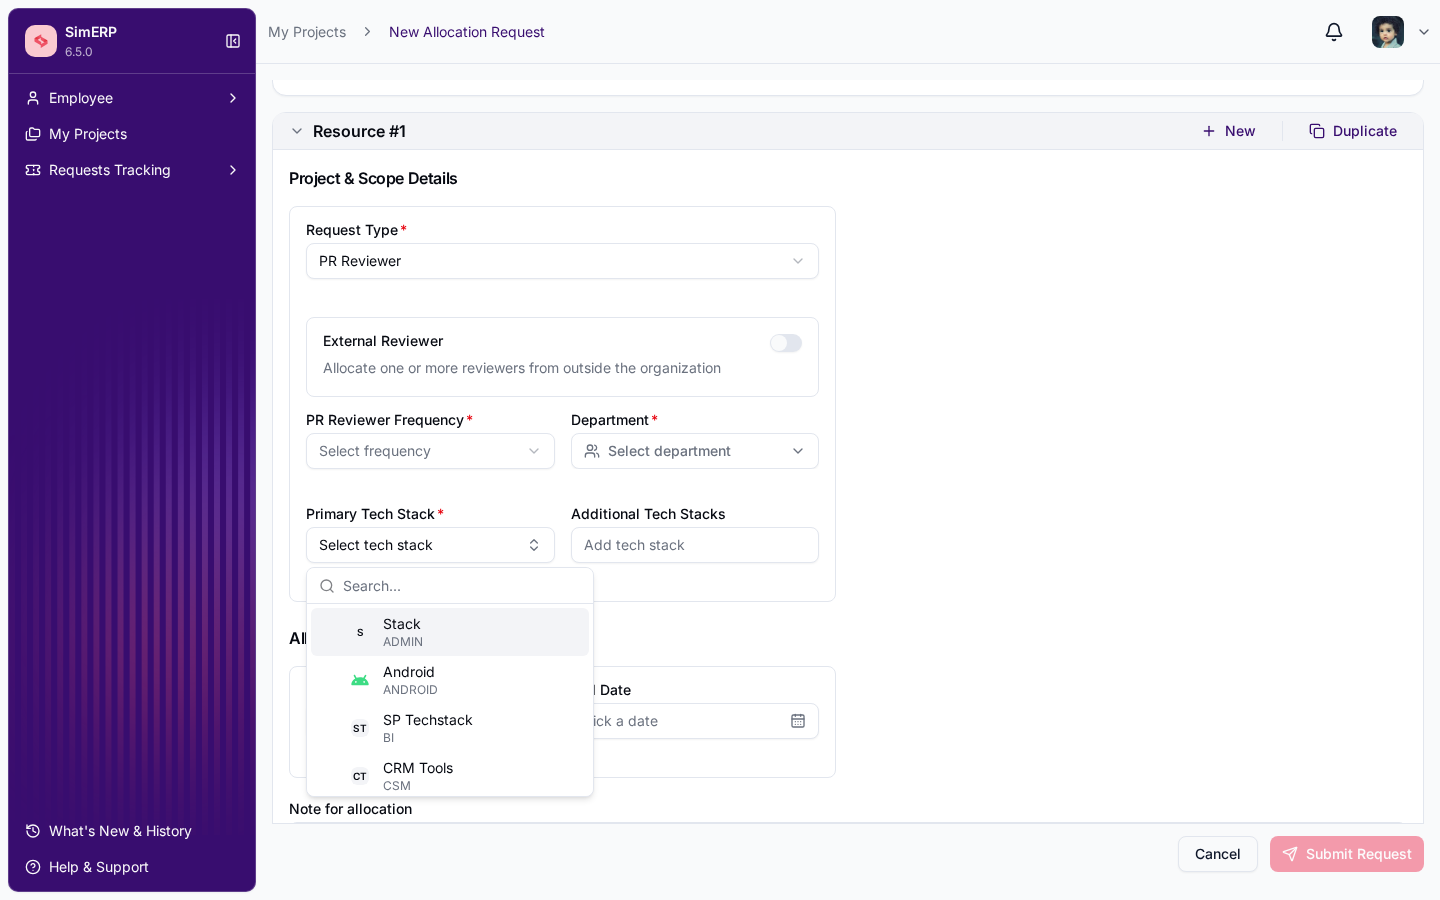 SimERP
6.5.0
Employee
My Projects
Requests Tracking
What's New & History
Help & Support
My Projects
New Allocation Request
Resource #1
New
Duplicate
Project & Scope Details
Request Type*
PR Reviewer
External Reviewer
Allocate one or more reviewers from outside the organization
PR Reviewer Frequency*
Department*
Select frequency
Select department
Primary Tech Stack*
Additional Tech Stacks
Select tech stack
Add tech stack
Search...
S
Stack
ADMIN
Android
ANDROID
ST
SP Techstack
BI
CT
CRM Tools
CSM
Date
a date
Note for allocation
Cancel
Submit Request